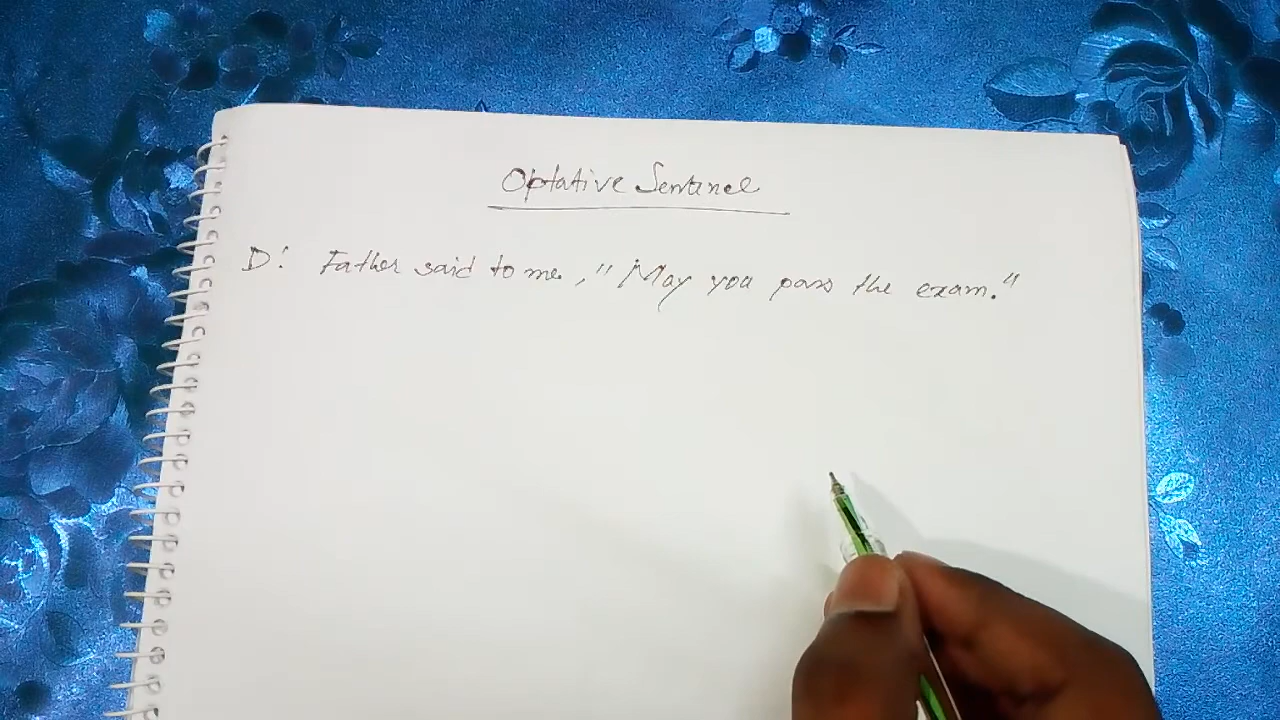 Optative Sentence
D: Father said to me, "May you pass the exam."